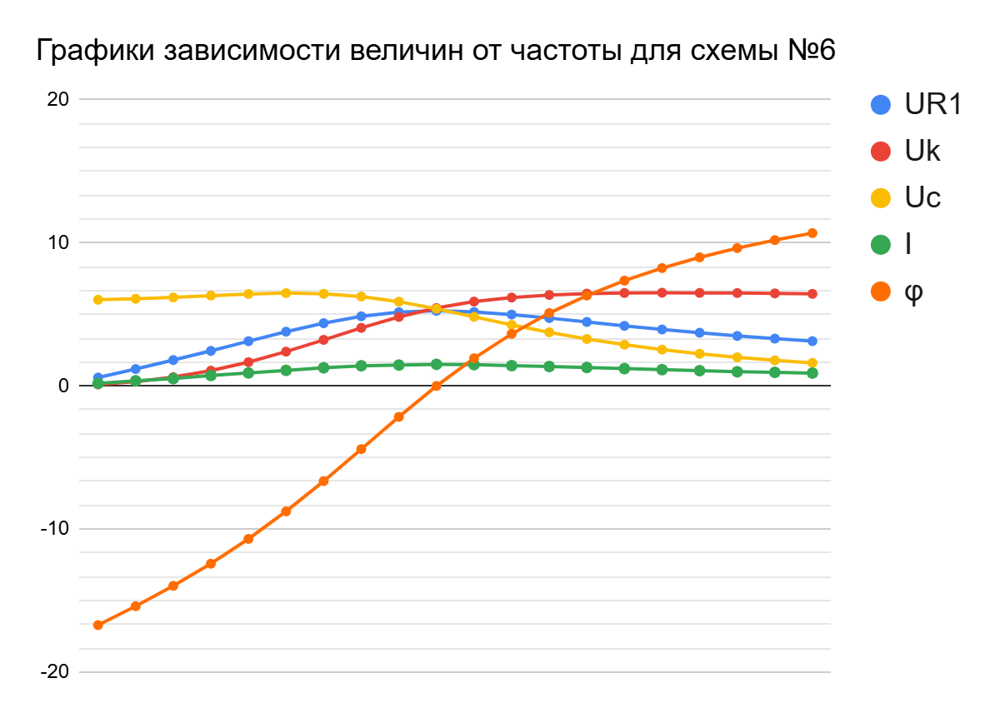 Графики зависимости величин от частоты для схемы №6
20
10
0
-10
-20
UR1
Uk
Uc
I
φ